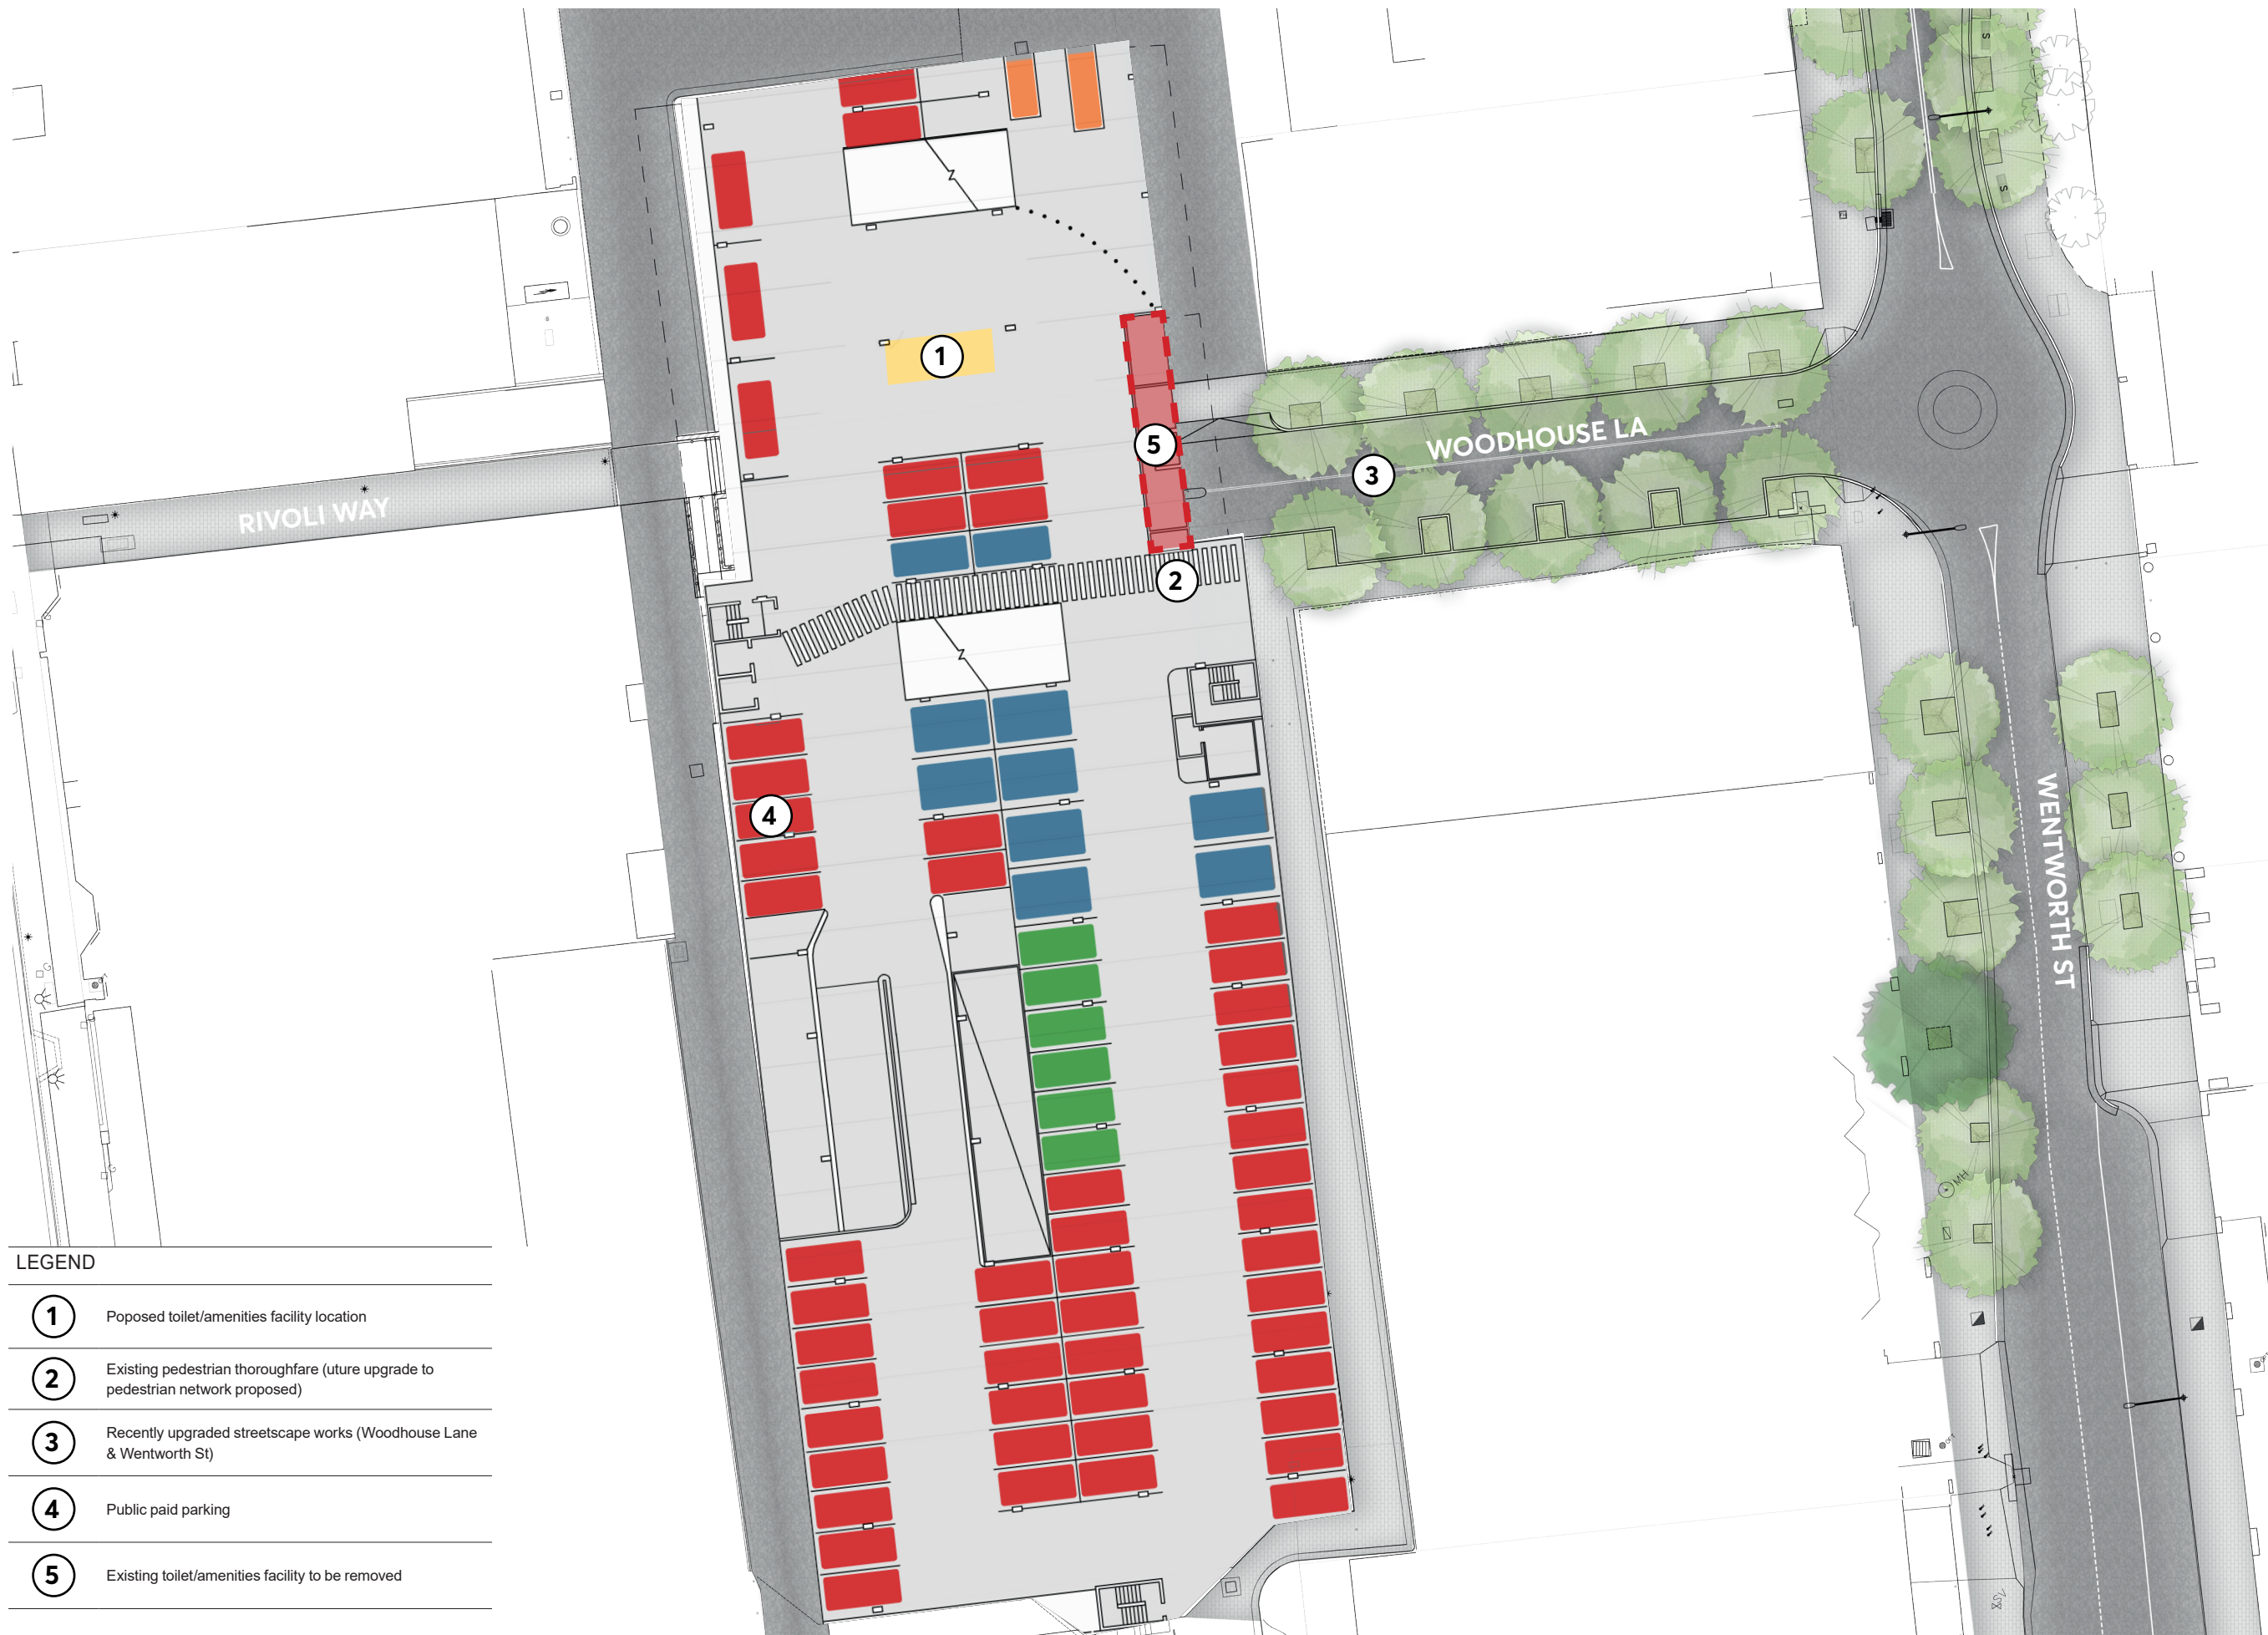 S
S
1
5
WOODHOUSE LA
3
RIVOLI WAY
2
4
WENTWORTH ST
MH
LEGEND
1 Poposed toilet/amenities facility location
2 Existing pedestrian thoroughfare (uture upgrade to
pedestrian network proposed)
3 Recently upgraded streetscape works (Woodhouse Lane
& Wentworth St)
4 Public paid parking
5 Existing toilet/amenities facility to be removed